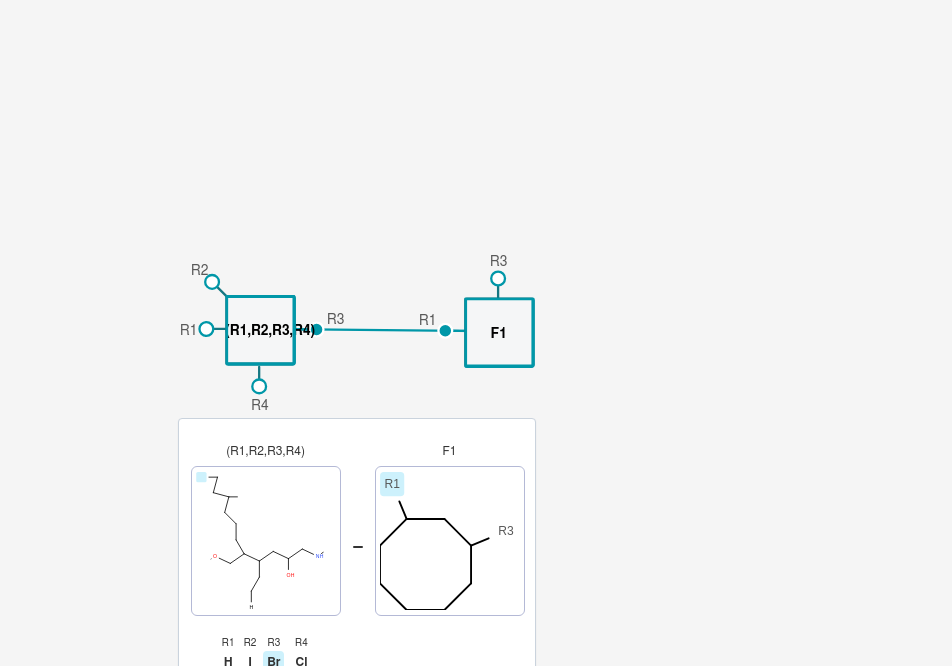 R3
R2
R3
R1
R1
(R1,R2,R3,R4)
F1
R4
(R1,R2,R3,R4)
F1
R1
R3
O
OH
H
R1 R2 R3 R4
H I Br Cl